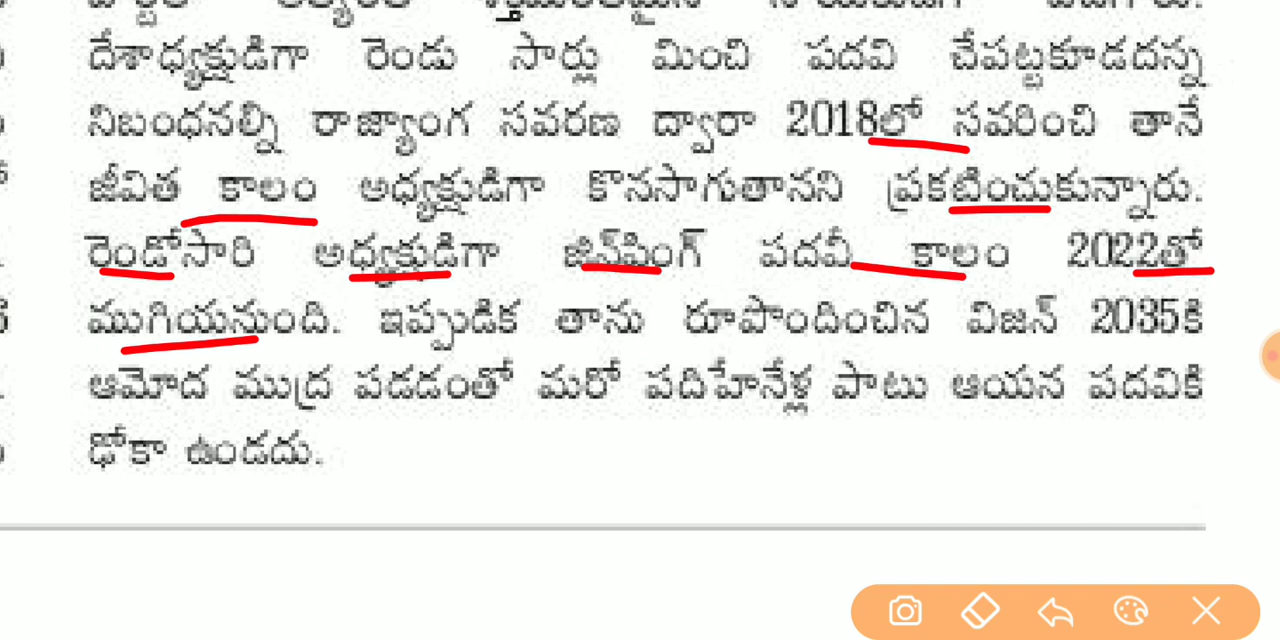 దేశాధ్యక్షుడిగా రెండు సార్లు మించి పదవి చేపట్టకూడదన్న
నిబంధనల్ని రాజ్యాంగ సవరణ ద్వారా 2018లో సవరించి తానే
జీవిత కాలం అధ్యక్షుడిగా కొనసాగుతానని ప్రకటించుకున్నారు.
రెండోసారి అధ్యక్షుడిగా జిన్‌పింగ్ పదవీ కాలం 2022తో
ముగియనుంది. ఇప్పుడిక తాను రూపొందించిన విజన్ 2035కి
ఆమోద ముద్ర పడడంతో మరో పదిహేనేళ్ల పాటు ఆయన పదవికి
ఢోకా ఉండదు.